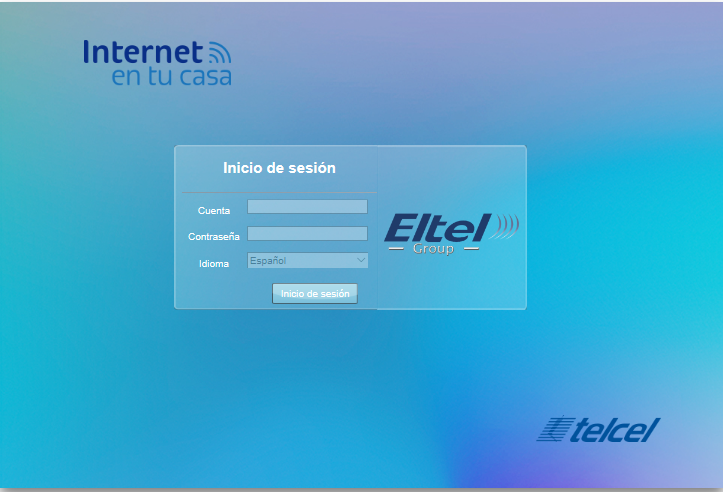 Internet
en tu casa
Inicio de sesión
Cuenta
Contraseña
Idioma
Español
Inicio de sesión
Eltel
Group
telcel